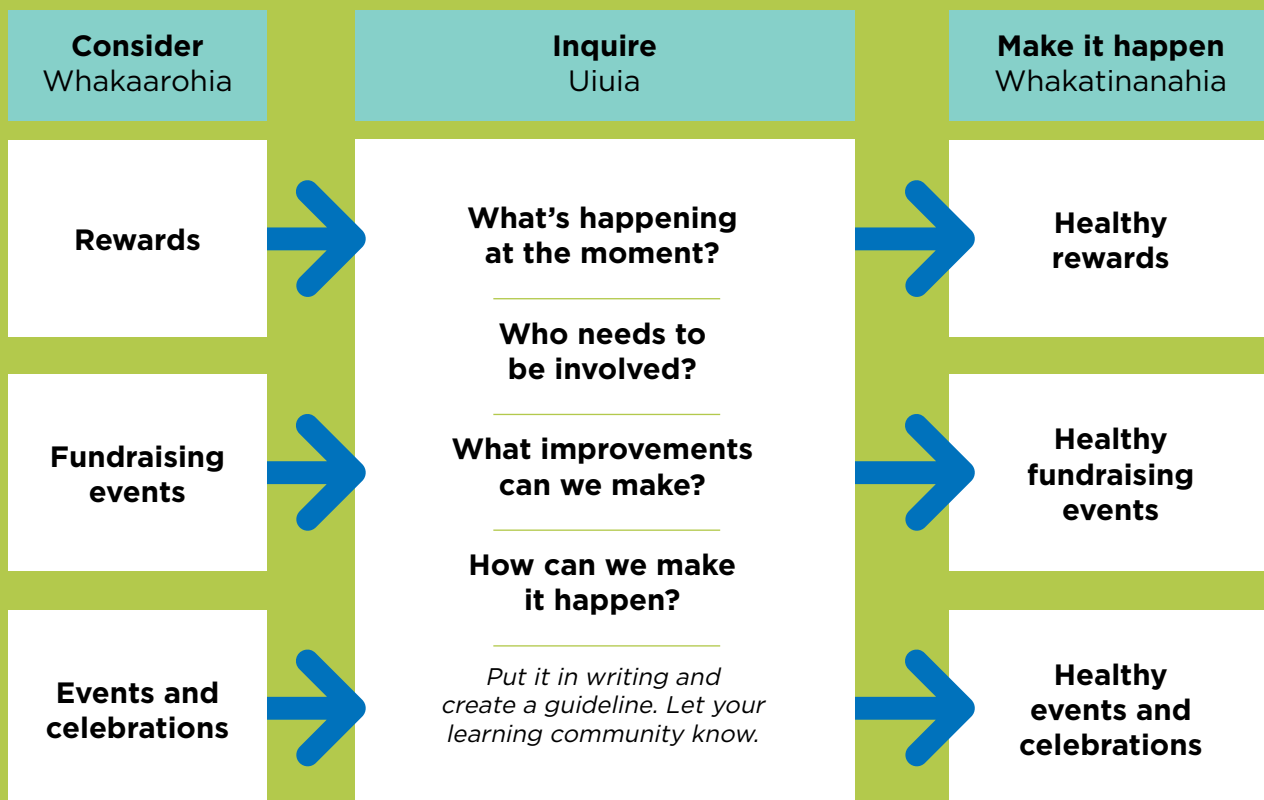 Consider
Whakaarohia
Inquire
Uiuia
Make it happen
Whakatinanahia
Rewards
Fundraising
events
Events and
celebrations
What's happening
at the moment?
Who needs to
be involved?
What improvements
can we make?
How can we make
it happen?
Put it in writing and
create a guideline. Let your
learning community know.
Healthy
rewards
Healthy
fundraising
events
Healthy
events and
celebrations